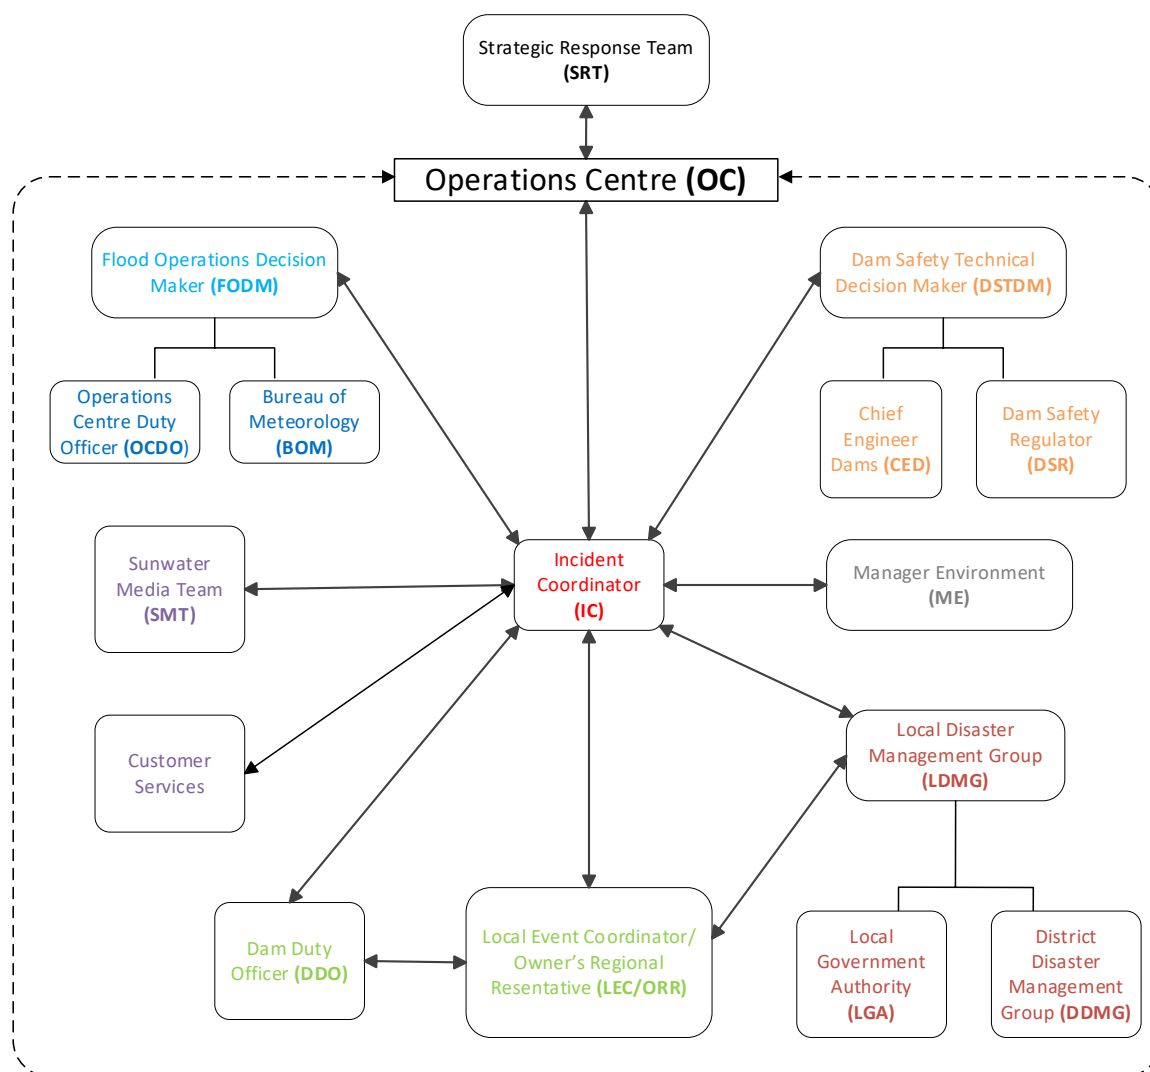 Strategic Response Team
(SRT)
Operations Centre (OC)
Flood Operations Decision
Maker (FODM)
Dam Safety Technical
Decision Maker (DSTDM)
Operations
Centre Duty
Officer (OCDO)
Bureau of
Meteorology
(BOM)
Chief
Engineer
Dams (CED)
Dam Safety
Regulator
(DSR)
Sunwater
Media Team
(SMT)
Incident
Coordinator
(IC)
Manager Environment
(ME)
Customer
Services
Local Disaster
Management Group
(LDMG)
Dam Duty
Officer (DDO)
Local Event Coordinator/
Owner’s Regional
Resentative (LEC/ORR)
Local
Government
Authority
(LGA)
District
Disaster
Management
Group (DDMG)